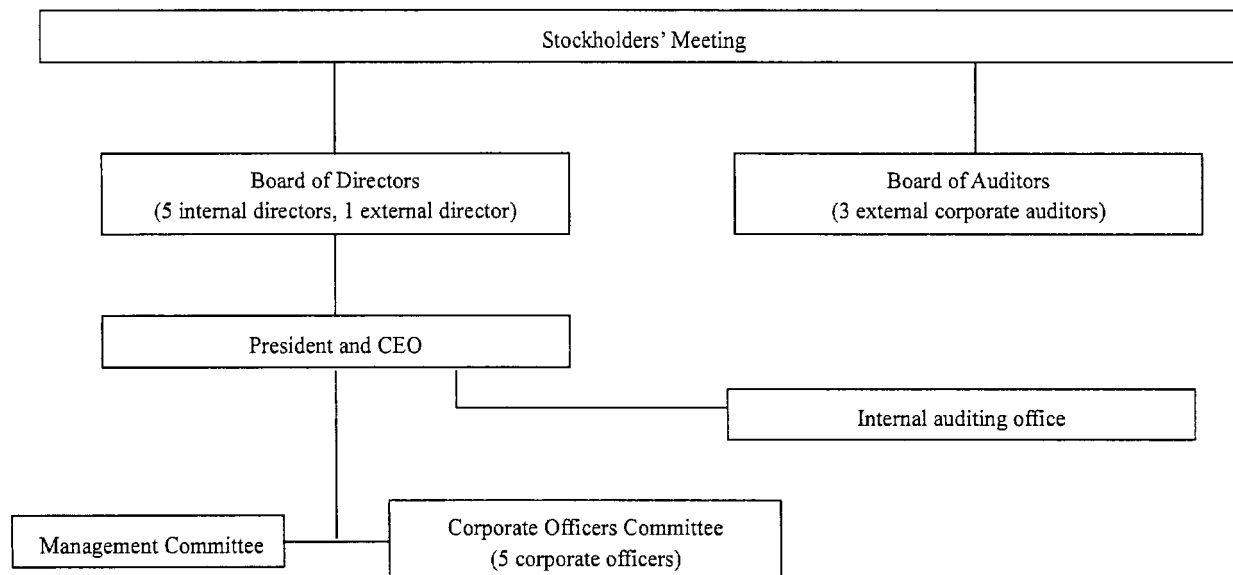 Stockholders' Meeting
Board of Directors
(5 internal directors, 1 external director)
Board of Auditors
(3 external corporate auditors)
President and CEO
Internal auditing office
Management Committee
Corporate Officers Committee
(5 corporate officers)